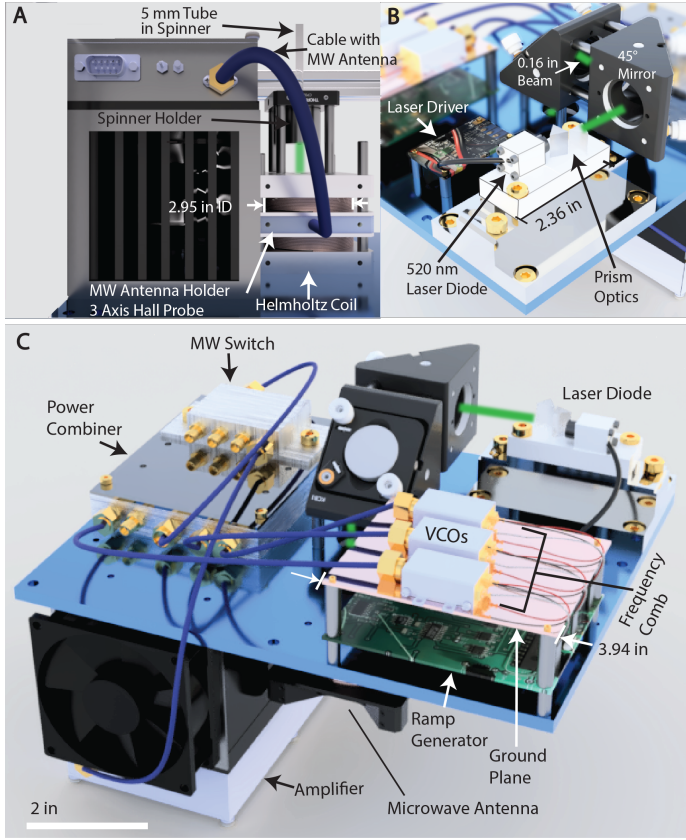 A
5 mm Tube
in Spinner
Cable with
MW Antenna
Spinner Holder
2.95 in ID
MW Antenna Holder
3 Axis Hall Probe
Helmholtz Coil
B
0.16 in
Beam
45°
Mirror
Laser Driver
2.36 in
520 nm
Laser Diode
Prism
Optics
C
MW Switch
Power
Combiner
Laser Diode
VCOs
Frequency
Comb
3.94 in
Ramp
Generator
Ground
Plane
Amplifier
Microwave Antenna
2 in